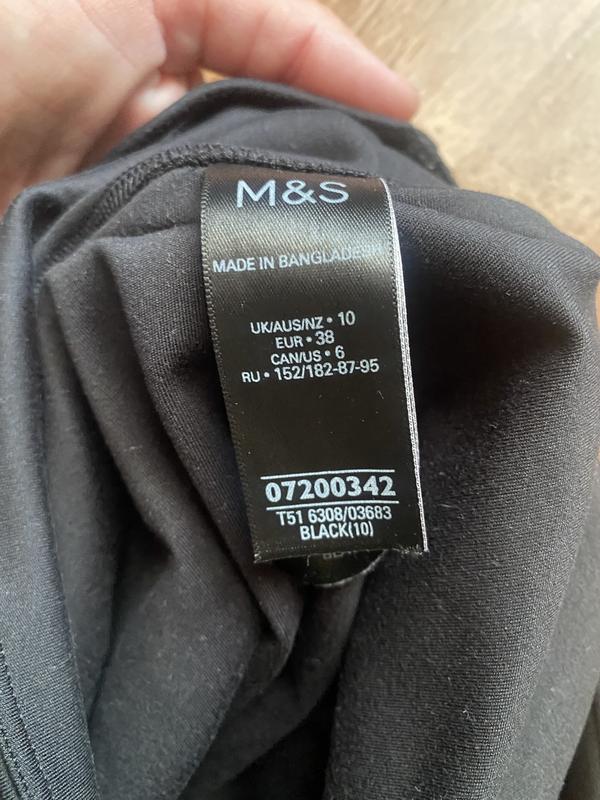 M&S
MADE IN BANGLADESH
UK/AUS/NZ • 10
EUR • 38
CAN/US • 6
RU • 152/182-87-95
07200342
T51 6308/03683
BLACK(10)